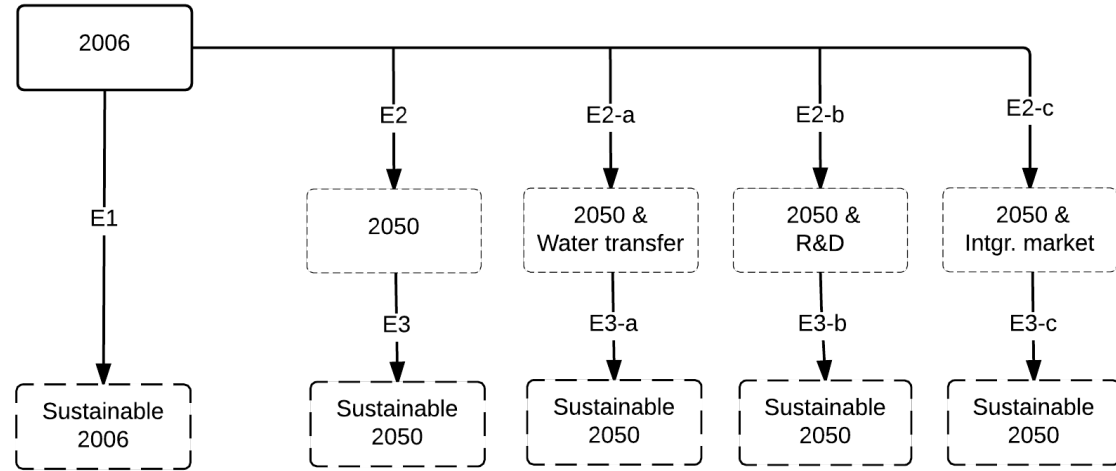 2006
E2
E2-a
E2-b
E2-c
E1
2050
2050 &
Water transfer
2050 &
R&D
2050 &
Intgr. market
E3
E3-a
E3-b
E3-c
Sustainable
2006
Sustainable
2050
Sustainable
2050
Sustainable
2050
Sustainable
2050